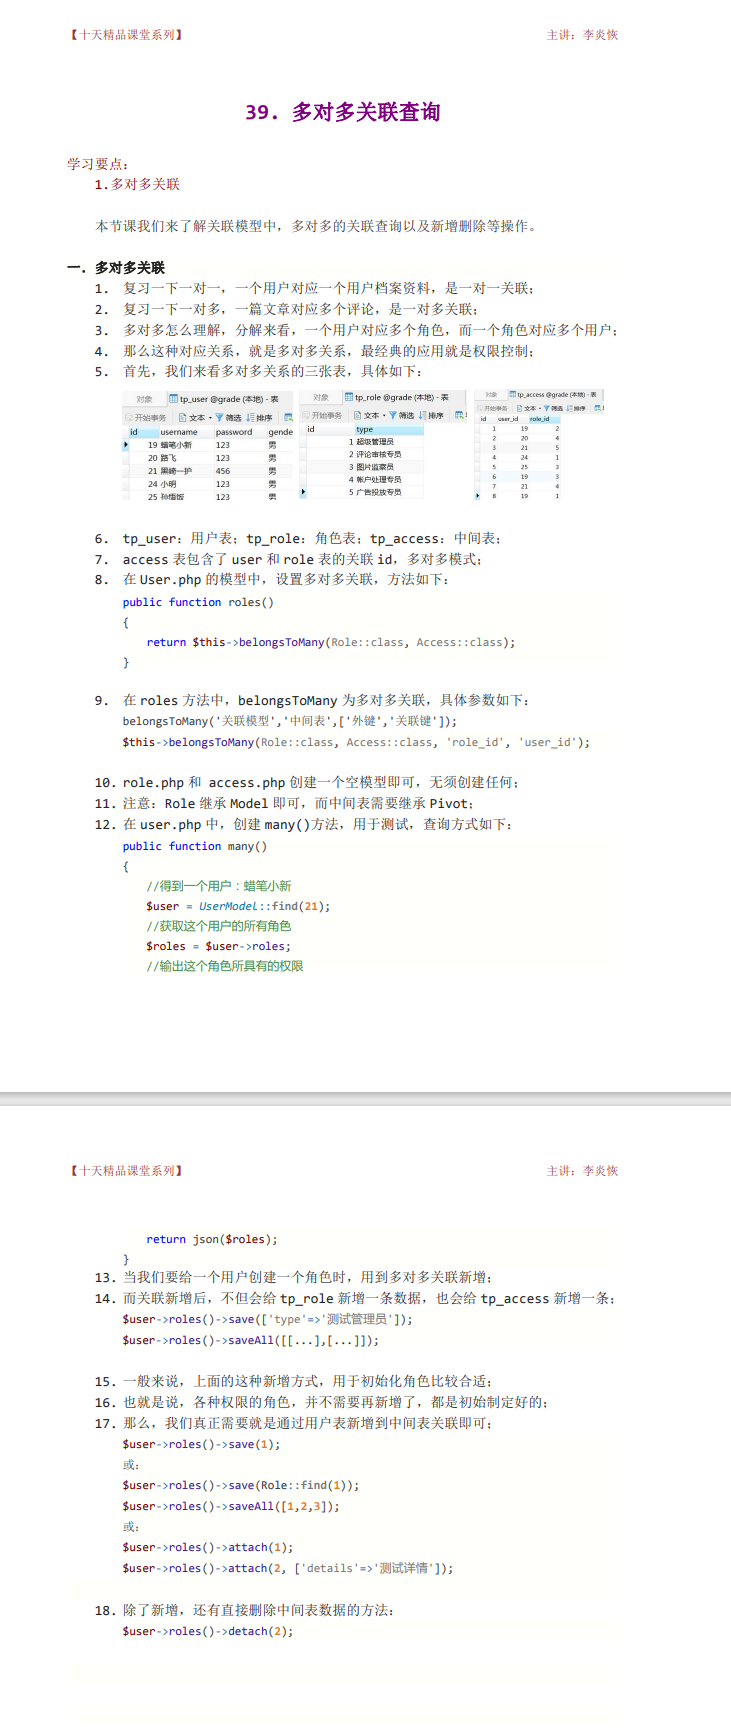 【十天精品课堂系列】 主讲：李炎恢
39. 多对多关联查询
学习要点：
1.多对多关联
本节课我们来了解关联模型中，多对多的关联查询以及新增删除等操作。
一. 多对多关联
1. 复习一下一对一，一个用户对应一个用户档案资料，是一对一关联；
2. 复习一下一对多，一篇文章对应多个评论，是一对多关联；
3. 多对多怎么理解，分解来看，一个用户对应多个角色，而一个角色对应多个用户；
4. 那么这种对应关系，就是多对多关系，最经典的应用就是权限控制；
5. 首先，我们来看多对多关系的三张表，具体如下：
对象 tp_user @grade (本地) - 表
开始事务 文本 筛选 排序
id username password gende
19 蜡笔小新 123 男
20 路飞 123 男
21 黑崎一护 456 男
24 小明 123 男
25 孙悟饭 123 男
对象 tp_role @grade (本地) - 表
开始事务 文本 筛选 排序
id type
1 超级管理员
2 评论审核专员
3 图片监察员
4 帐户处理专员
5 广告投放专员
对象 tp_access @grade (本地) - 表
开始事务 文本 筛选 排序
id user_id role_id
1 19 2
2 20 4
3 21 5
4 24 1
5 25 3
6 19 3
7 21 4
8 19 1
6. tp_user：用户表；tp_role：角色表；tp_access：中间表；
7. access 表包含了 user 和 role 表的关联 id，多对多模式；
8. 在 User.php 的模型中，设置多对多关联，方法如下：
public function roles()
{
return $this->belongsToMany(Role::class, Access::class);
}
9. 在 roles 方法中，belongsToMany 为多对多关联，具体参数如下：
belongsToMany('关联模型','中间表',['外键','关联键']);
$this->belongsToMany(Role::class, Access::class, 'role_id', 'user_id');
10. role.php 和 access.php 创建一个空模型即可，无须创建任何；
11. 注意：Role 继承 Model 即可，而中间表需要继承 Pivot；
12. 在 user.php 中，创建 many()方法，用于测试，查询方式如下：
public function many()
{
//得到一个用户：蜡笔小新
$user = UserModel::find(21);
//获取这个用户的所有角色
$roles = $user->roles;
//输出这个角色所具有的权限
【十天精品课堂系列】 主讲：李炎恢
return json($roles);
}
13. 当我们要给一个用户创建一个角色时，用到多对多关联新增；
14. 而关联新增后，不但会给 tp_role 新增一条数据，也会给 tp_access 新增一条；
$user->roles()->save(['type'=>'测试管理员']);
$user->roles()->saveAll([[...],[...]]);
15. 一般来说，上面的这种新增方式，用于初始化角色比较合适；
16. 也就是说，各种权限的角色，并不需要再新增了，都是初始制定好的；
17. 那么，我们真正需要就是通过用户表新增到中间表关联即可；
$user->roles()->save(1);
或：
$user->roles()->save(Role::find(1));
$user->roles()->saveAll([1,2,3]);
或：
$user->roles()->attach(1);
$user->roles()->attach(2, ['details'=>'测试详情']);
18. 除了新增，还有直接删除中间表数据的方法：
$user->roles()->detach(2);